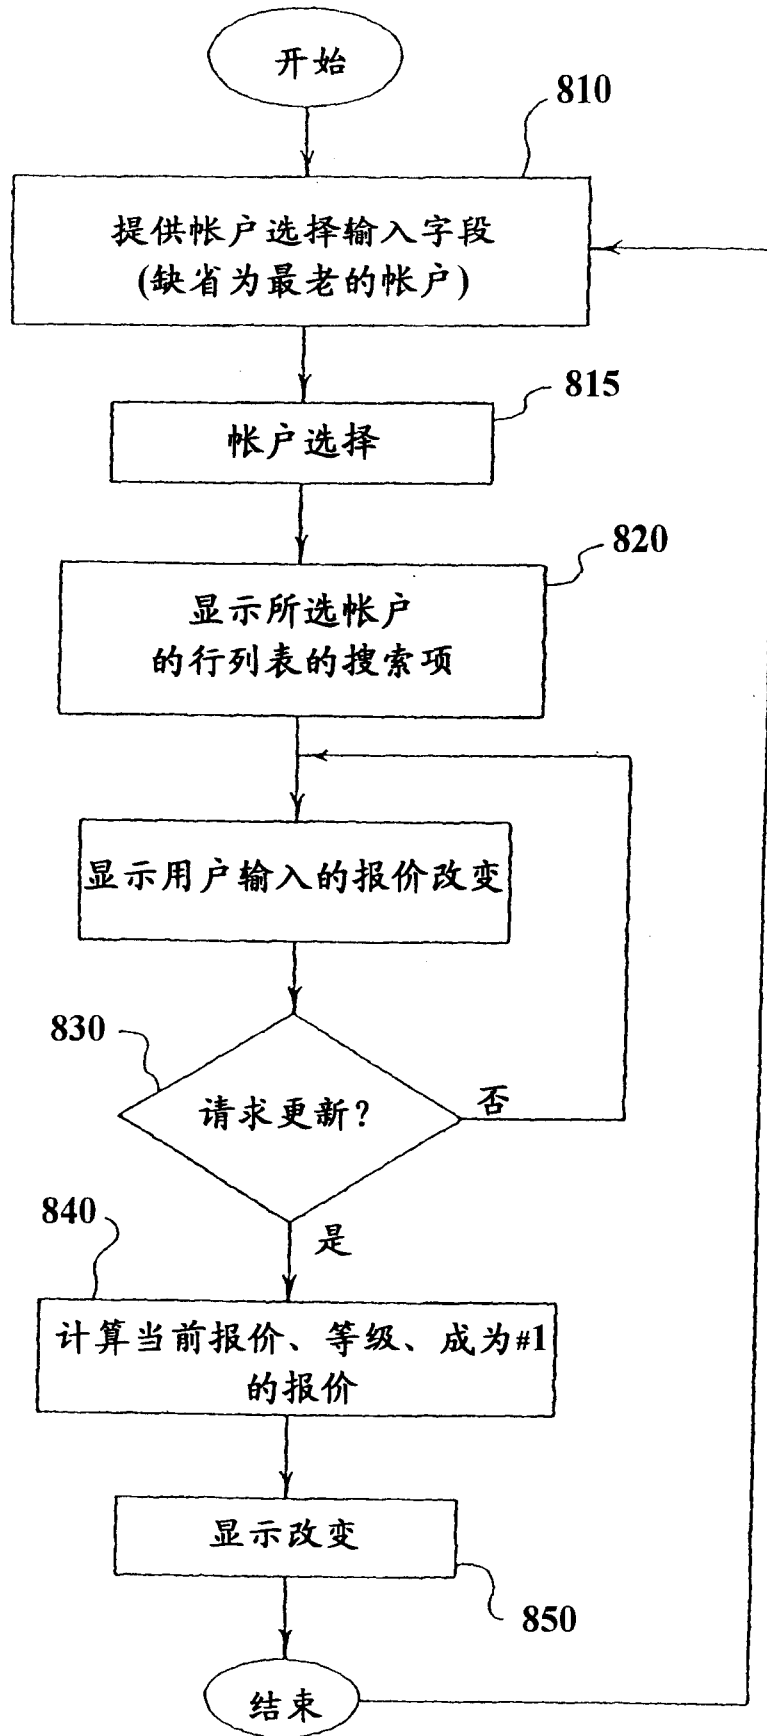 开始
810
提供帐户选择输入字段
(缺省为最老的帐户)
815
帐户选择
820
显示所选帐户
的行列表的搜索项
显示用户输入的报价改变
830
请求更新?
否
840
是
计算当前报价、等级、成为#1
的报价
显示改变
850
结束